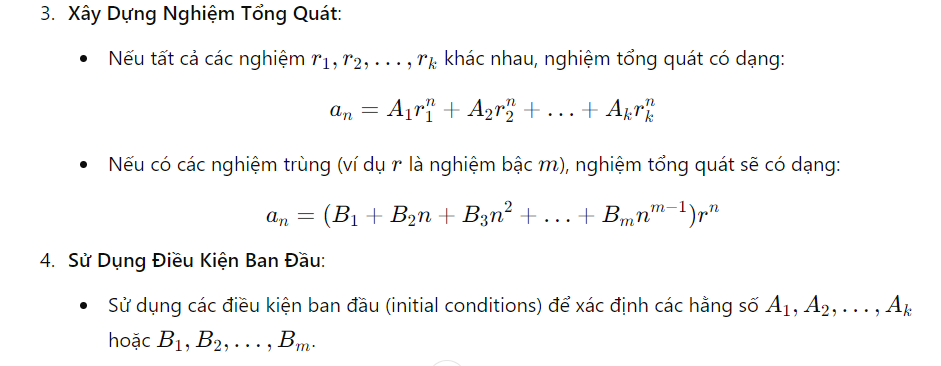 3. Xây Dựng Nghiệm Tổng Quát:
• Nếu tất cả các nghiệm $r_1, r_2, \ldots, r_k$ khác nhau, nghiệm tổng quát có dạng:
$a_n = A_1 r_1^n + A_2 r_2^n + \ldots + A_k r_k^n$
• Nếu có các nghiệm trùng (ví dụ $r$ là nghiệm bậc $m$), nghiệm tổng quát sẽ có dạng:
$a_n = (B_1 + B_2 n + B_3 n^2 + \ldots + B_m n^{m-1}) r^n$
4. Sử Dụng Điều Kiện Ban Đầu:
• Sử dụng các điều kiện ban đầu (initial conditions) để xác định các hằng số $A_1, A_2, \ldots, A_k$
hoặc $B_1, B_2, \ldots, B_m$.